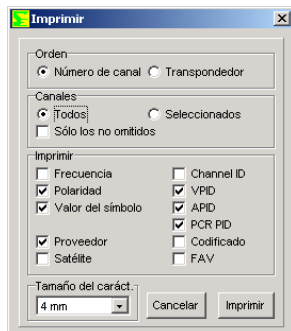 Imprimir
Orden
Número de canal Transpondedor
Canales
Todos Seleccionados
Sólo los no omitidos
Imprimir
Frecuencia Channel ID
Polaridad VPID
Valor del símbolo APID
PCR PID
Proveedor Codificado
Satélite FAV
Tamaño del caráct.
4 mm Cancelar Imprimir